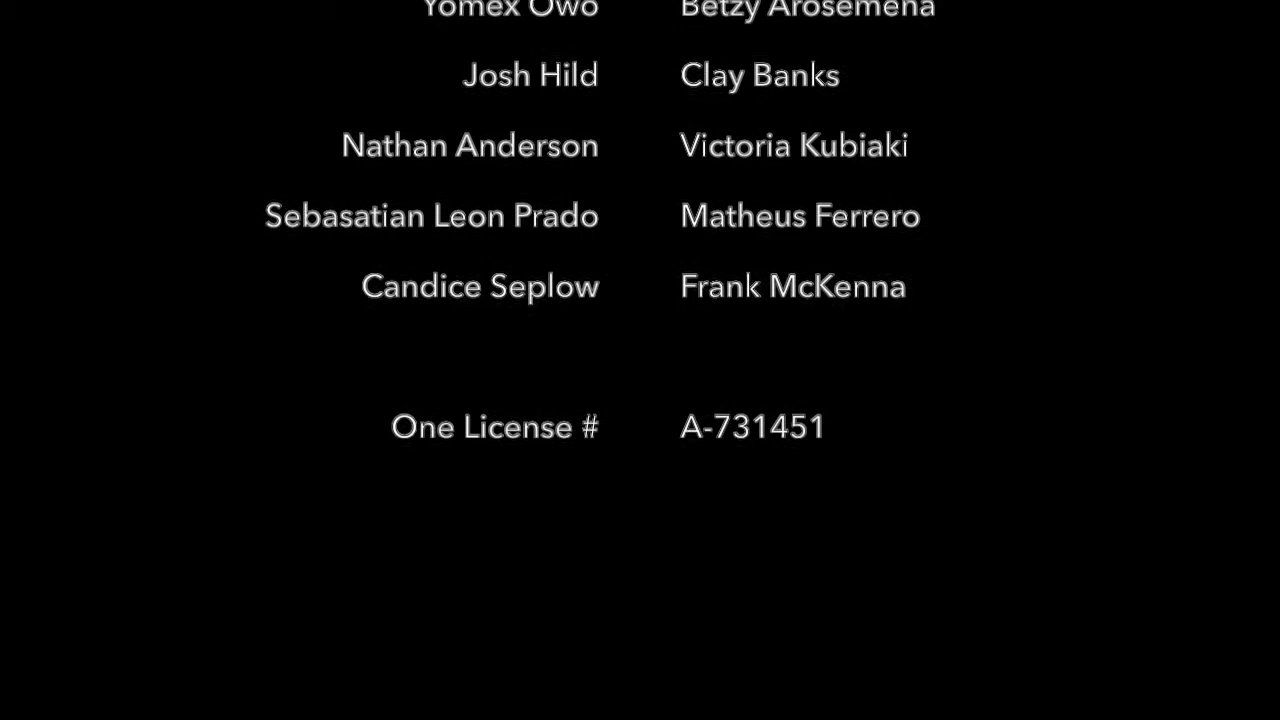 Yomex Owo Betzy Arosemena
Josh Hild Clay Banks
Nathan Anderson Victoria Kubiaki
Sebasatian Leon Prado Matheus Ferrero
Candice Seplow Frank McKenna
One License # A-731451